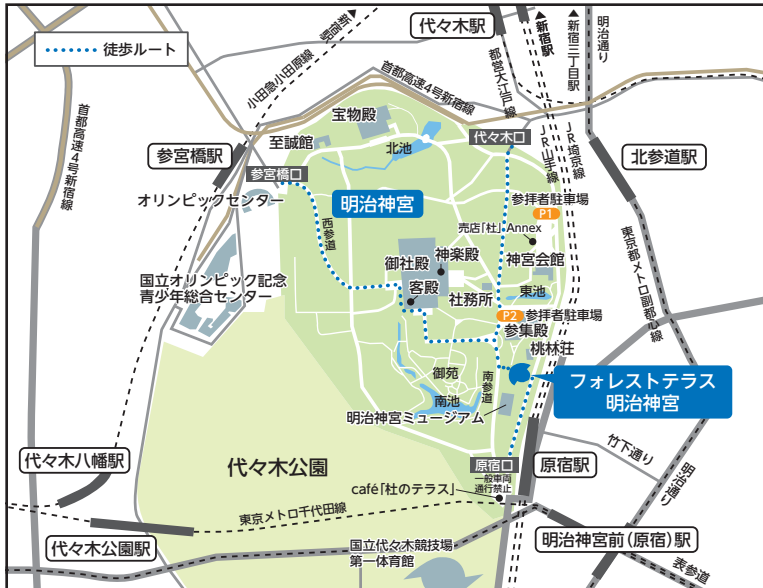 徒歩ルート
代々木駅
▲新宿駅
▲新宿駅
▲新宿三丁目駅
明治通り
小田急小田原線
都営大江戸線
首都高速4号新宿線
首都高速4号新宿線
宝物殿
北池
至誠館
代々木口
JR山手線
JR埼京線
参宮橋駅
参宮橋口
北参道駅
オリンピックセンター
明治神宮
西参道
参拝者駐車場
P1
売店「杜」Annex
神楽殿
御社殿
神宮会館
国立オリンピック記念
青少年総合センター
客殿
社務所
東池
東京都メトロ副都心線
P2 参拝者駐車場
参集殿
桃林荘
御苑
南参道
フォレストテラス
明治神宮
南池
明治神宮ミュージアム
竹下通り
代々木八幡駅
代々木公園
原宿口
一般車両
通行禁止
原宿駅
明治通り
café「杜のテラス」
東京メトロ千代田線
代々木公園駅
国立代々木競技場
第一体育館
明治神宮前(原宿)駅
表参道